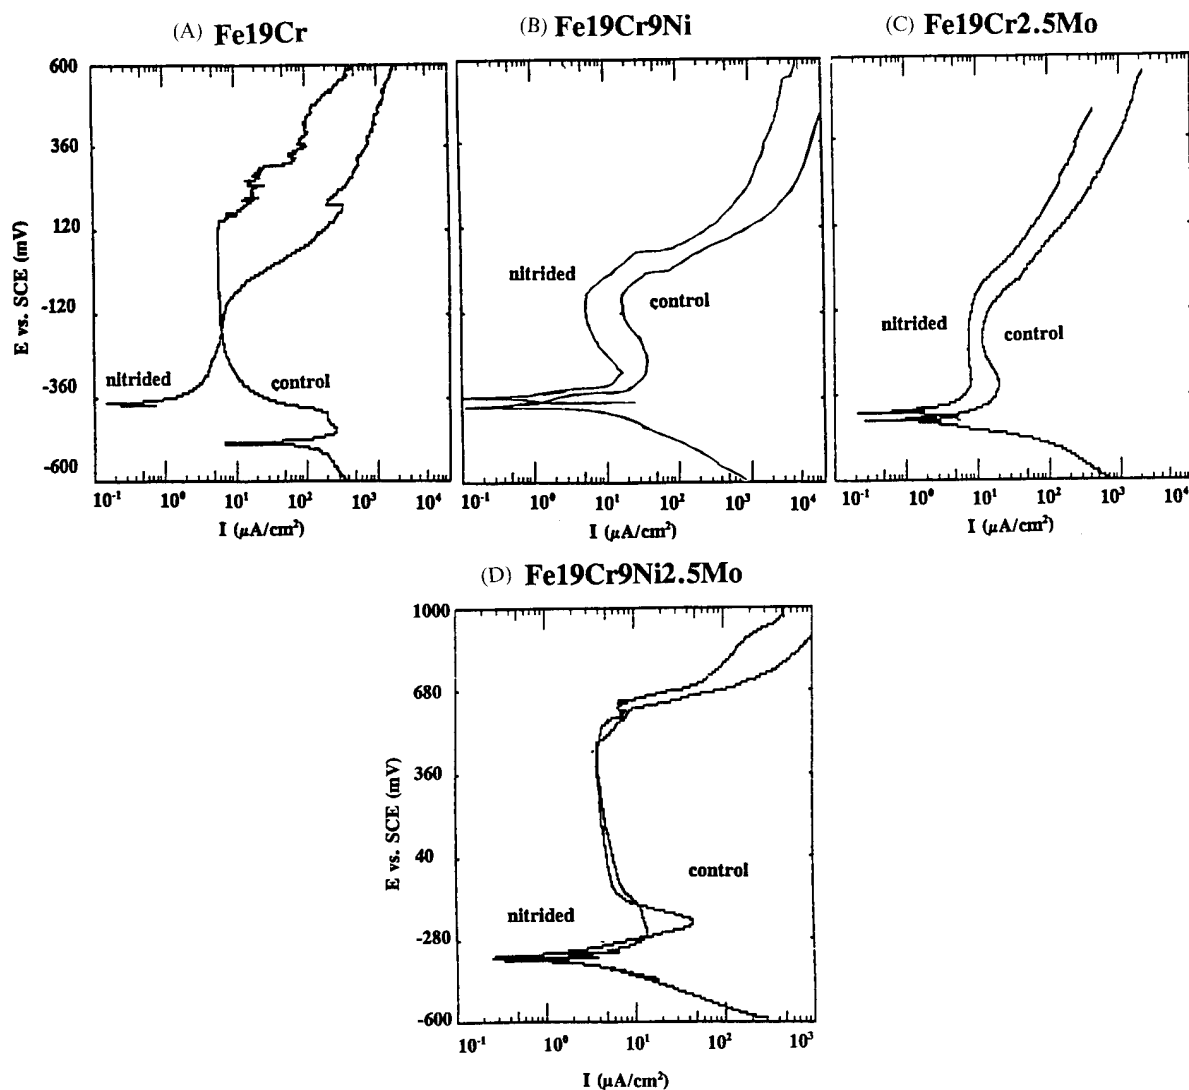 (A) Fe19Cr
(B) Fe19Cr9Ni
(C) Fe19Cr2.5Mo
600
360
120
-120
-360
-600
E vs. SCE (mV)
nitrided
control
10⁻¹ 10⁰ 10¹ 10² 10³ 10⁴
I (µA/cm²)
nitrided
control
10⁻¹ 10⁰ 10¹ 10² 10³ 10⁴
I (µA/cm²)
nitrided
control
10⁻¹ 10⁰ 10¹ 10² 10³ 10⁴
I (µA/cm²)
(D) Fe19Cr9Ni2.5Mo
1000
680
360
40
-280
-600
E vs. SCE (mV)
control
nitrided
10⁻¹ 10⁰ 10¹ 10² 10³
I (µA/cm²)